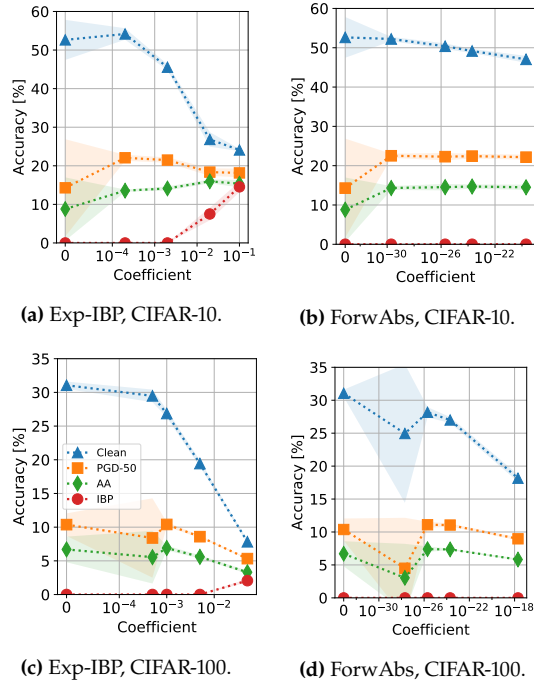 60
50
40
30
20
10
0
Accuracy [%]
0 10⁻⁴ 10⁻³ 10⁻² 10⁻¹
Coefficient
(a) Exp-IBP, CIFAR-10.
60
50
40
30
20
10
0
Accuracy [%]
0 10⁻³⁰ 10⁻²⁶ 10⁻²²
Coefficient
(b) ForwAbs, CIFAR-10.
35
30
25
20
15
10
5
0
Accuracy [%]
Clean
PGD-50
AA
IBP
0 10⁻⁴ 10⁻³ 10⁻²
Coefficient
(c) Exp-IBP, CIFAR-100.
35
30
25
20
15
10
5
0
Accuracy [%]
0 10⁻³⁰ 10⁻²⁶ 10⁻²² 10⁻¹⁸
Coefficient
(d) ForwAbs, CIFAR-100.